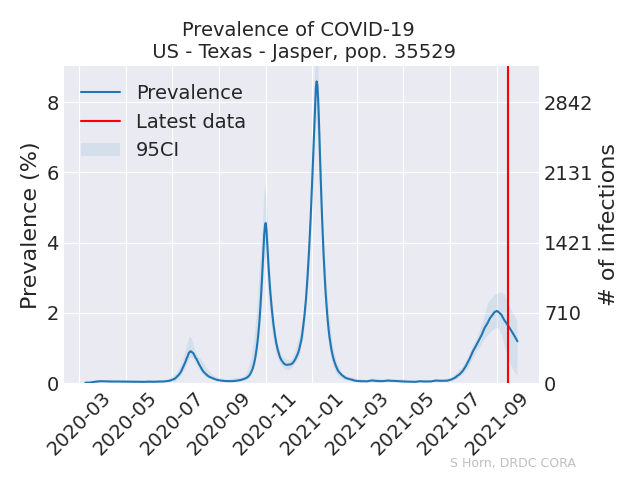 Prevalence of COVID-19
US - Texas - Jasper, pop. 35529
Prevalence
Latest data
95CI
Prevalence (%)
8
6
4
2
0
# of infections
2842
2131
1421
710
0
2020-03
2020-05
2020-07
2020-09
2020-11
2021-01
2021-03
2021-05
2021-07
2021-09
S Horn, DRDC CORA